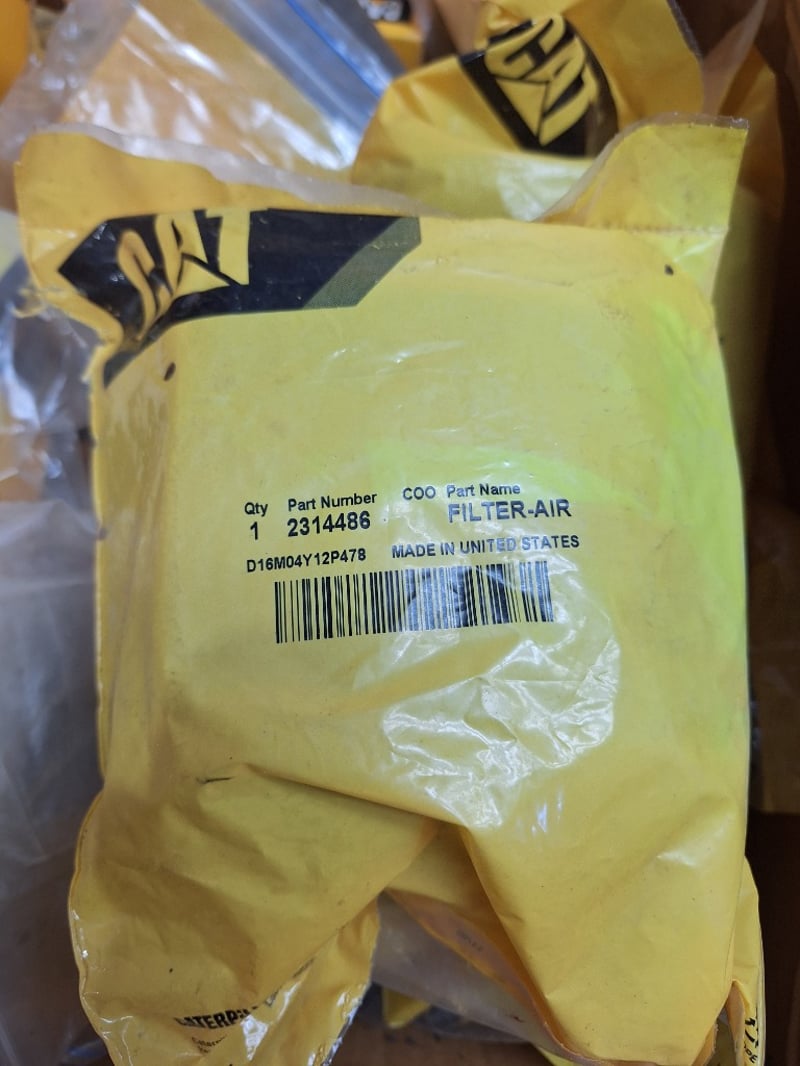 CAT
CAT
Qty Part Number COO Part Name
1 2314486 FILTER-AIR
D16M04Y12P478 MADE IN UNITED STATES